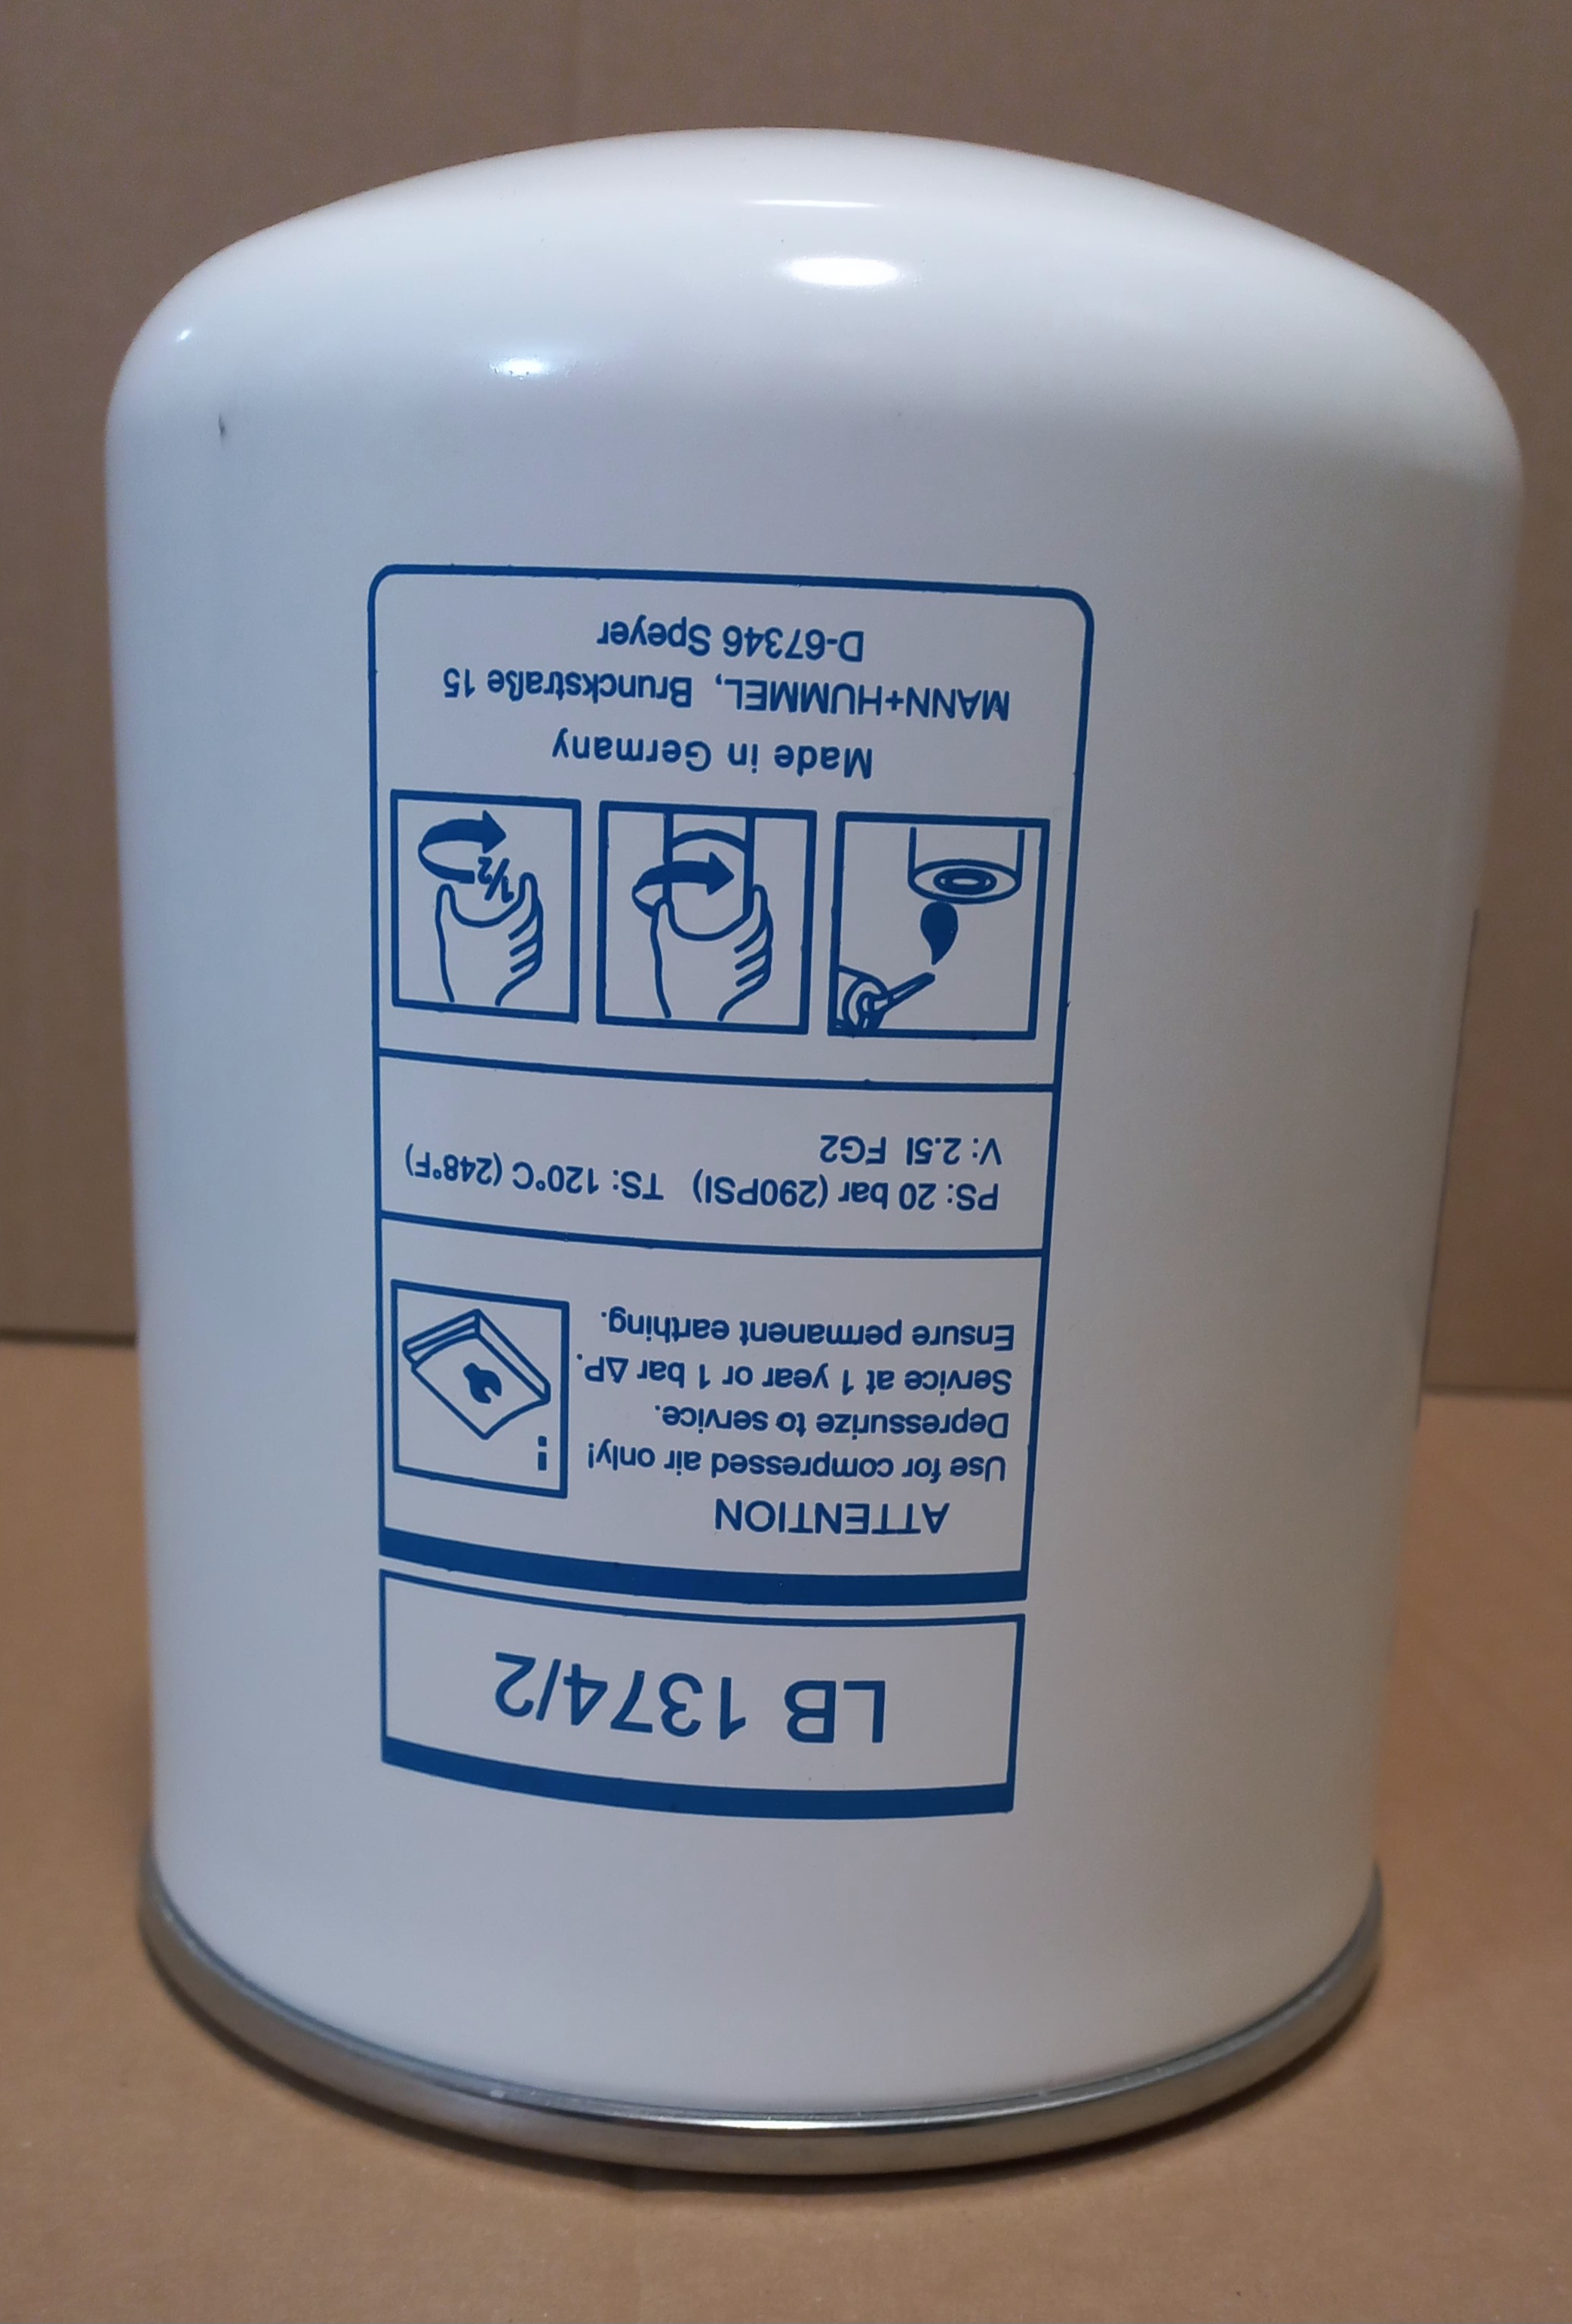 LB 1374/2
ATTENTION
Use for compressed air only!
Depressurize to service.
Service at 1 year or 1 bar ΔP.
Ensure permanent earthing.
i
PS: 20 bar (290PSI) TS: 120°C (248°F)
V: 2.5l FG2
1/2
Made in Germany
MANN+HUMMEL, Brunckstraße 15
D-67346 Speyer